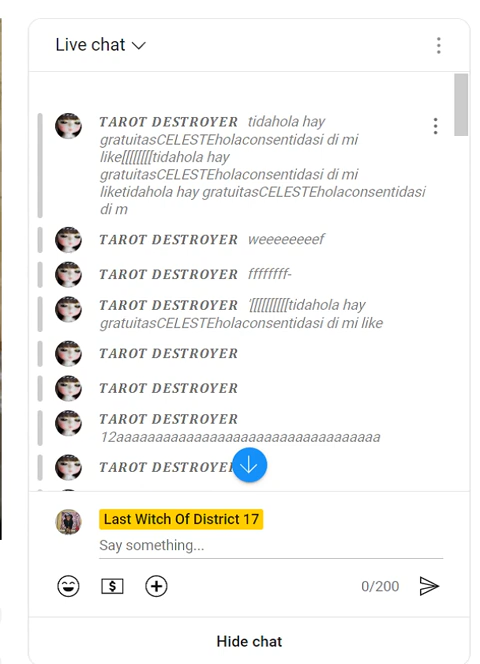 Live chat
TAROT DESTROYER tidahola hay
gratuitasCELESTEholaconsentidasi di mi
like[[[[[[[[tidahola hay
gratuitasCELESTEholaconsentidasi di mi
liketidahola hay gratuitasCELESTEholaconsentidasi
di m
TAROT DESTROYER weeeeeeeef
TAROT DESTROYER ffffffff-
TAROT DESTROYER '[[[[[[[[[[tidahola hay
gratuitasCELESTEholaconsentidasi di mi like
TAROT DESTROYER
TAROT DESTROYER
TAROT DESTROYER
12aaaaaaaaaaaaaaaaaaaaaaaaaaaaaaaaaa
TAROT DESTROYER
Last Witch Of District 17
Say something...
0/200
Hide chat